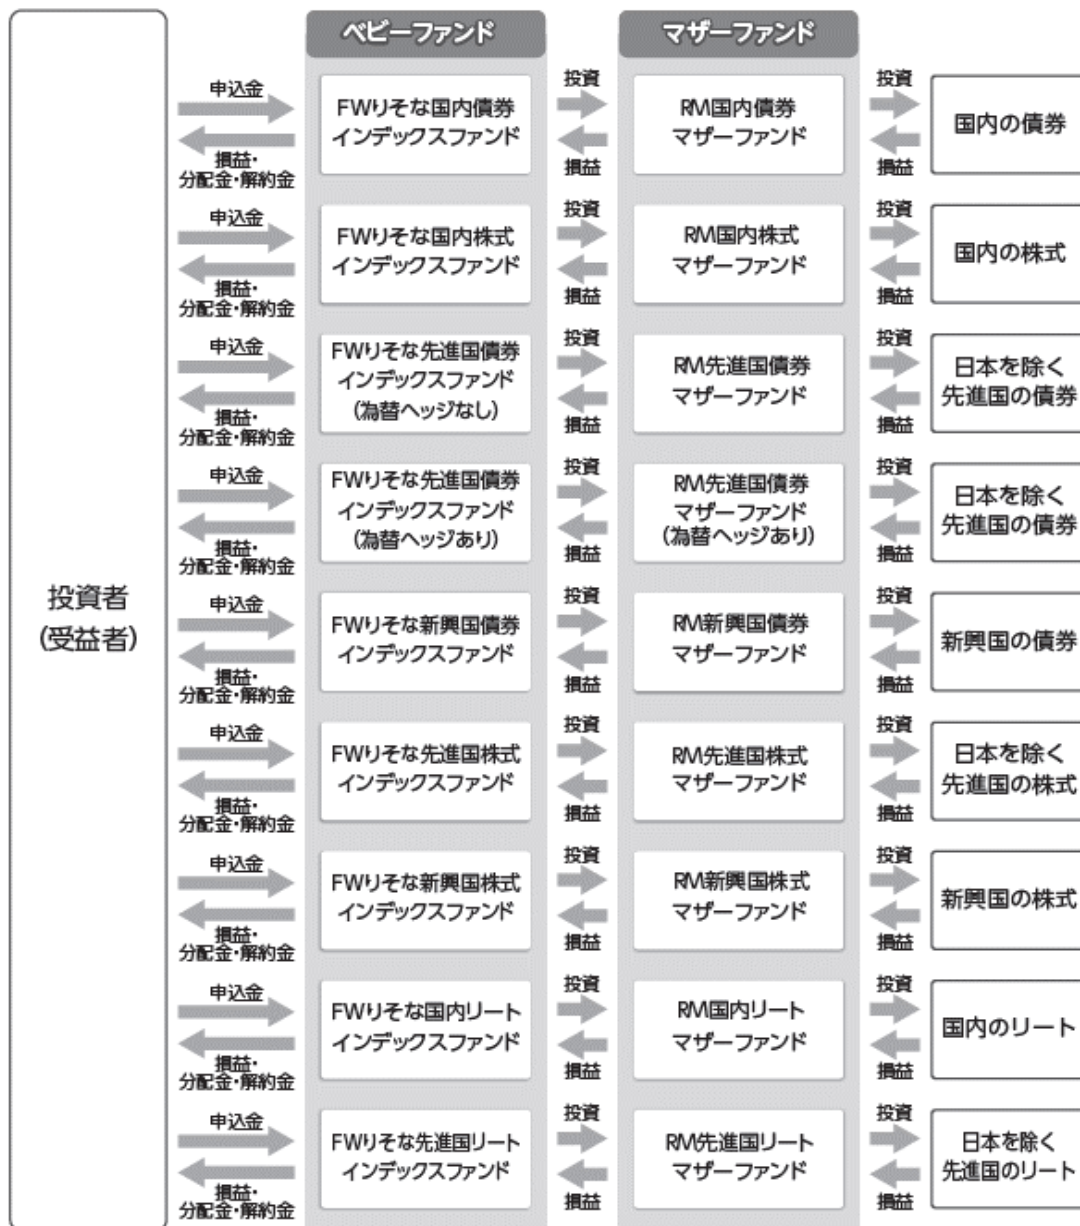 ベビーファンド
マザーファンド
投資者
(受益者)
申込金
損益・
分配金・解約金
FWりそな国内債券
インデックスファンド
投資
損益
RM国内債券
マザーファンド
投資
損益
国内の債券
申込金
損益・
分配金・解約金
FWりそな国内株式
インデックスファンド
投資
損益
RM国内株式
マザーファンド
投資
損益
国内の株式
申込金
損益・
分配金・解約金
FWりそな先進国債券
インデックスファンド
(為替ヘッジなし)
投資
損益
RM先進国債券
マザーファンド
投資
損益
日本を除く
先進国の債券
申込金
損益・
分配金・解約金
FWりそな先進国債券
インデックスファンド
(為替ヘッジあり)
投資
損益
RM先進国債券
マザーファンド
(為替ヘッジあり)
投資
損益
日本を除く
先進国の債券
申込金
損益・
分配金・解約金
FWりそな新興国債券
インデックスファンド
投資
損益
RM新興国債券
マザーファンド
投資
損益
新興国の債券
申込金
損益・
分配金・解約金
FWりそな先進国株式
インデックスファンド
投資
損益
RM先進国株式
マザーファンド
投資
損益
日本を除く
先進国の株式
申込金
損益・
分配金・解約金
FWりそな新興国株式
インデックスファンド
投資
損益
RM新興国株式
マザーファンド
投資
損益
新興国の株式
申込金
損益・
分配金・解約金
FWりそな国内リート
インデックスファンド
投資
損益
RM国内リート
マザーファンド
投資
損益
国内のリート
申込金
損益・
分配金・解約金
FWりそな先進国リート
インデックスファンド
投資
損益
RM先進国リート
マザーファンド
投資
損益
日本を除く
先進国のリート